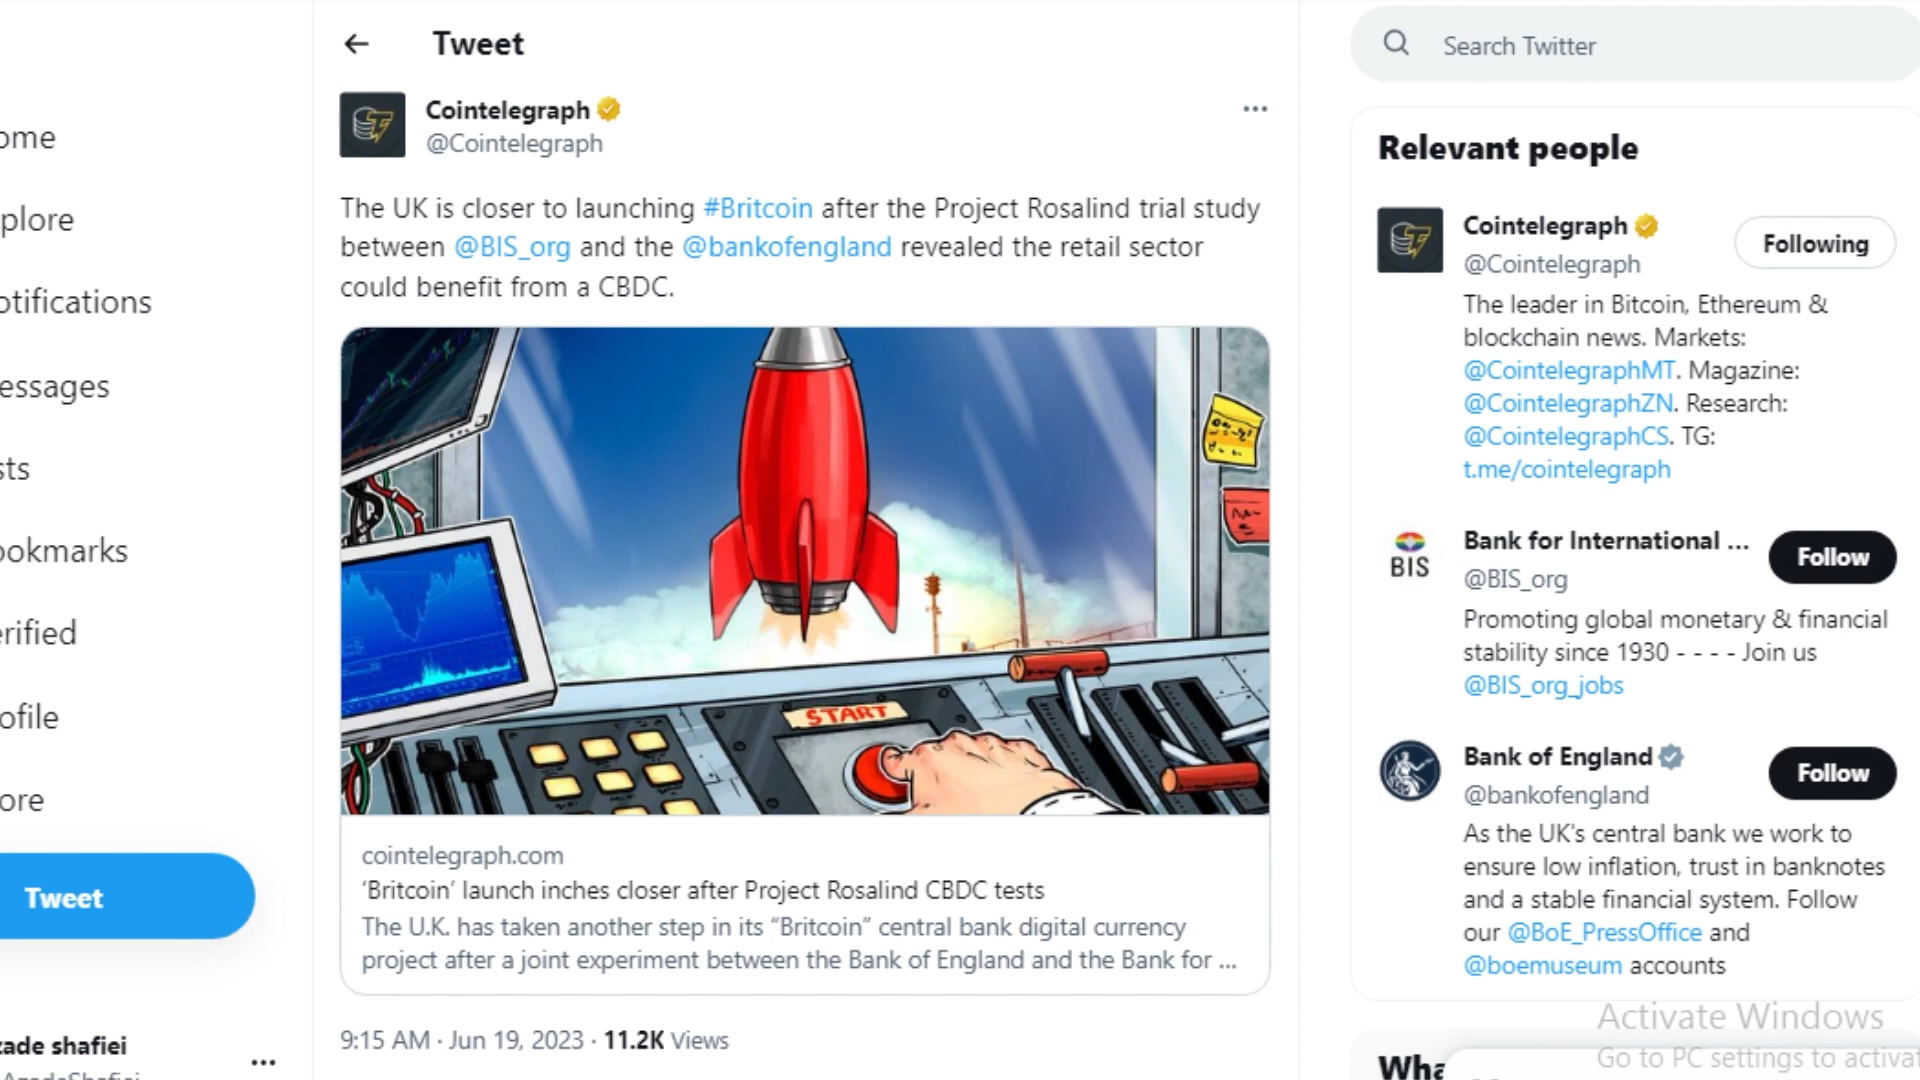 Tweet
Search Twitter
Cointelegraph
@Cointelegraph
The UK is closer to launching #Britcoin after the Project Rosalind trial study
between @BIS_org and the @bankofengland revealed the retail sector
could benefit from a CBDC.
START
cointelegraph.com
‘Britcoin’ launch inches closer after Project Rosalind CBDC tests
The U.K. has taken another step in its “Britcoin” central bank digital currency
project after a joint experiment between the Bank of England and the Bank for ...
9:15 AM · Jun 19, 2023 · 11.2K Views
ome
plore
otifications
essages
sts
ookmarks
erified
ofile
ore
Tweet
zade shafiei
Relevant people
Cointelegraph
Following
@Cointelegraph
The leader in Bitcoin, Ethereum &
blockchain news. Markets:
@CointelegraphMT. Magazine:
@CointelegraphZN. Research:
@CointelegraphCS. TG:
t.me/cointelegraph
BIS
Bank for International ...
Follow
@BIS_org
Promoting global monetary & financial
stability since 1930 - - - - Join us
@BIS_org_jobs
Bank of England
Follow
@bankofengland
As the UK's central bank we work to
ensure low inflation, trust in banknotes
and a stable financial system. Follow
our @BoE_PressOffice and
@boemuseum accounts
Activate Windows
Go to PC settings to activat